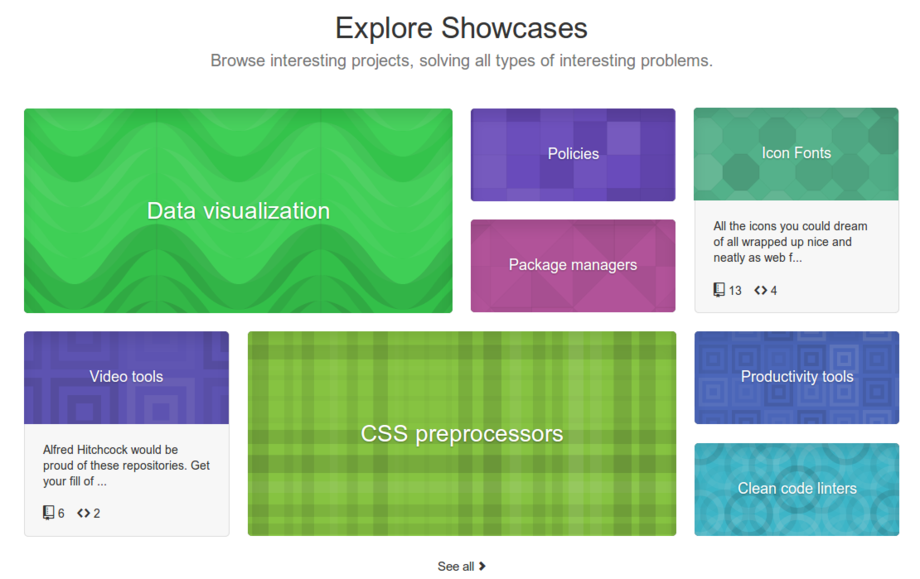 Explore Showcases
Browse interesting projects, solving all types of interesting problems.
Data visualization
Policies
Package managers
Icon Fonts
All the icons you could dream
of all wrapped up nice and
neatly as web f...
13 4
Video tools
Alfred Hitchcock would be
proud of these repositories. Get
your fill of ...
6 2
CSS preprocessors
Productivity tools
Clean code linters
See all